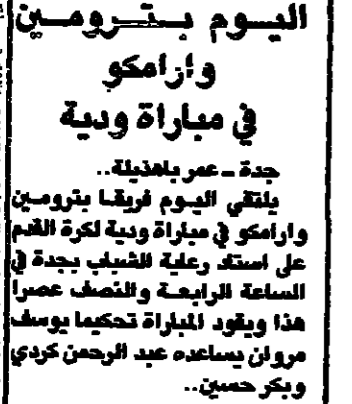 اليوم بترومين
وارامكو
في مباراة ودية
جدة - عمر باهذيلة..
يلتقي اليوم فريقا بترومين
وارامكو في مباراة ودية لكرة القدم
على استاد رعاية الشباب بجدة في
الساعة الرابعة والنصف عصرا
هذا ويقود المباراة تحكيما يوسف
مروان يساعده عبد الرحمن كردي
وبكر حسين..